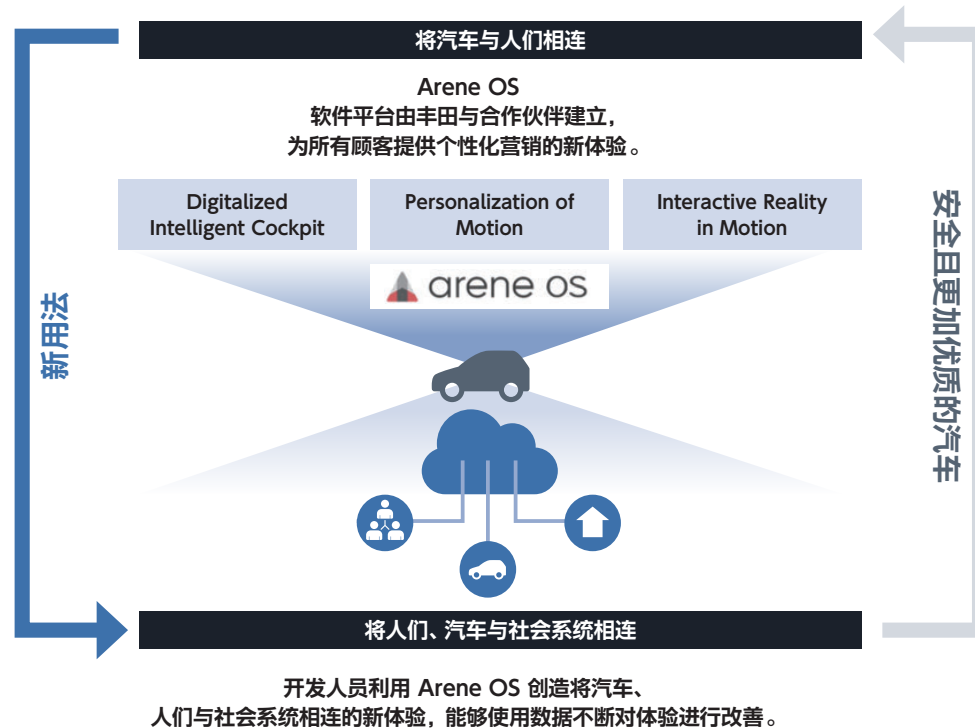 将汽车与人们相连
Arene OS
软件平台由丰田与合作伙伴建立，
为所有顾客提供个性化营销的新体验。
Digitalized
Intelligent Cockpit
Personalization of
Motion
Interactive Reality
in Motion
arene os
新用法
安全且更加优质的汽车
将人们、汽车与社会系统相连
开发人员利用 Arene OS 创造将汽车、
人们与社会系统相连的新体验，能够使用数据不断对体验进行改善。